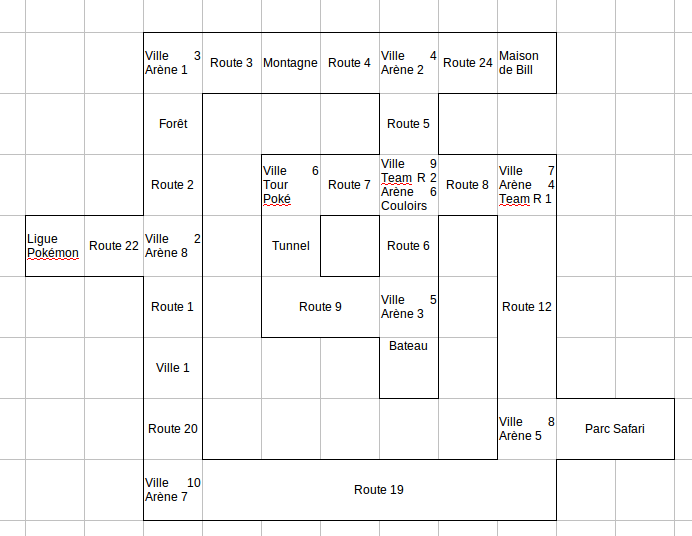 Ville 3
Arène 1
Route 3
Montagne
Route 4
Ville 4
Arène 2
Route 24
Maison
de Bill
Forêt
Route 5
Route 2
Ville 6
Tour
Poké
Route 7
Ville 9
Team R 2
Arène 6
Couloirs
Route 8
Ville 7
Arène 4
Team R 1
Ligue
Pokémon
Route 22
Ville 2
Arène 8
Tunnel
Route 6
Route 1
Route 9
Ville 5
Arène 3
Route 12
Ville 1
Bateau
Route 20
Ville 8
Arène 5
Parc Safari
Ville 10
Arène 7
Route 19